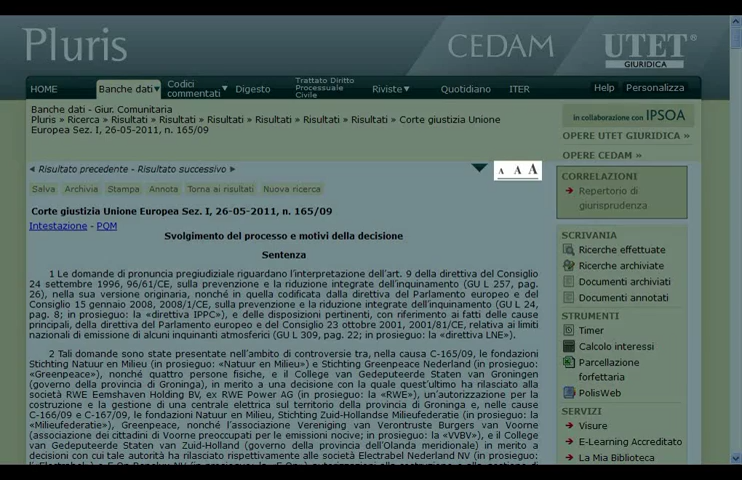 Pluris
CEDAM
UTET®
GIURIDICA
HOME
Banche dati
Codici
commentati
Digesto
Trattato Diritto
Processuale
Civile
Riviste
Quotidiano
ITER
Help
Personalizza
Banche dati - Giur. Comunitaria
Pluris » Ricerca » Risultati » Risultati » Risultati » Risultati » Risultati » Corte giustizia Unione
Europea Sez. I, 26-05-2011, n. 165/09
in collaborazione con IPSOA
OPERE UTET GIURIDICA »
OPERE CEDAM »
Risultato precedente - Risultato successivo
A A A
Salva Archivia Stampa Annota Torna ai risultati Nuova ricerca
CORRELAZIONI
Repertorio di
giurisprudenza
Corte giustizia Unione Europea Sez. I, 26-05-2011, n. 165/09
Intestazione - PQM
Svolgimento del processo e motivi della decisione
Sentenza
1 Le domande di pronuncia pregiudiziale riguardano l'interpretazione dell'art. 9 della direttiva del Consiglio
24 settembre 1996, 96/61/CE, sulla prevenzione e la riduzione integrate dell'inquinamento (GU L 257, pag.
26), nella sua versione originaria, nonché in quella codificata dalla direttiva del Parlamento europeo e del
Consiglio 15 gennaio 2008, 2008/1/CE, sulla prevenzione e la riduzione integrate dell'inquinamento (GU L 24,
pag. 8; in prosieguo: la «direttiva IPPC»), e delle disposizioni pertinenti, con riferimento ai fatti delle cause
principali, della direttiva del Parlamento europeo e del Consiglio 23 ottobre 2001, 2001/81/CE, relativa ai limiti
nazionali di emissione di alcuni inquinanti atmosferici (GU L 309, pag. 22; in prosieguo: la «direttiva LNE»).
2 Tali domande sono state presentate nell'ambito di controversie tra, nella causa C-165/09, le fondazioni
Stichting Natuur en Milieu (in prosieguo: «Natuur en Milieu») e Stichting Greenpeace Nederland (in prosieguo:
«Greenpeace»), nonché quattro persone fisiche, e il College van Gedeputeerde Staten van Groningen
(governo della provincia di Groninga), in merito a una decisione con la quale quest'ultimo ha rilasciato alla
società RWE Eemshaven Holding BV, ex RWE Power AG (in prosieguo: la «RWE»), un'autorizzazione per la
costruzione e la gestione di una centrale elettrica sul territorio della provincia di Groninga e, nelle cause
C-166/09 e C-167/09, le fondazioni Natuur en Milieu, Stichting Zuid-Hollandse Milieufederatie (in prosieguo: la
«Milieufederatie»), Greenpeace, nonché l'associazione Vereniging van Verontruste Burgers van Voorne
(associazione dei cittadini di Voorne preoccupati per le emissioni nocive; in prosieguo: la «VVBV»), e il College
van Gedeputeerde Staten van Zuid-Holland (governo della provincia dell'Olanda meridionale) in merito a
decisioni con cui tale autorità ha rilasciato rispettivamente alle società Electrabel Nederland NV (in prosieguo:
SCRIVANIA
Ricerche effettuate
Ricerche archiviate
Documenti archiviati
Documenti annotati
STRUMENTI
Timer
Calcolo interessi
Parcellazione
forfettaria
PolisWeb
SERVIZI
Visure
E-Learning Accreditato
La Mia Biblioteca